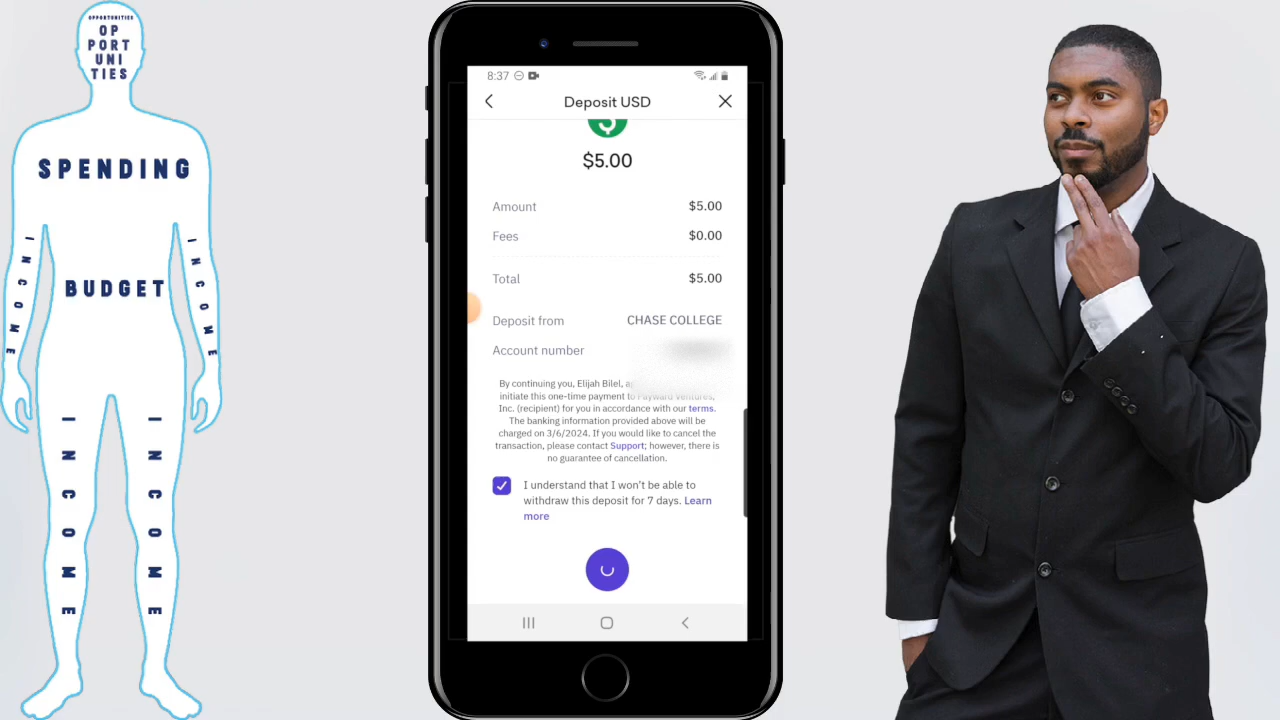 OPPORTUNITIES
OP
PORT
UNI
TIES
SPENDING
INCOME
INCOME
BUDGET
INCOME
INCOME
8:37
Deposit USD
$
$5.00
Amount $5.00
Fees $0.00
Total $5.00
Deposit from CHASE COLLEGE
Account number
By continuing you, Elijah Bilel,
initiate this one-time payment to Payward Ventures,
Inc. (recipient) for you in accordance with our terms.
The banking information provided above will be
charged on 3/6/2024. If you would like to cancel the
transaction, please contact Support; however, there is
no guarantee of cancellation.
I understand that I won't be able to
withdraw this deposit for 7 days. Learn
more